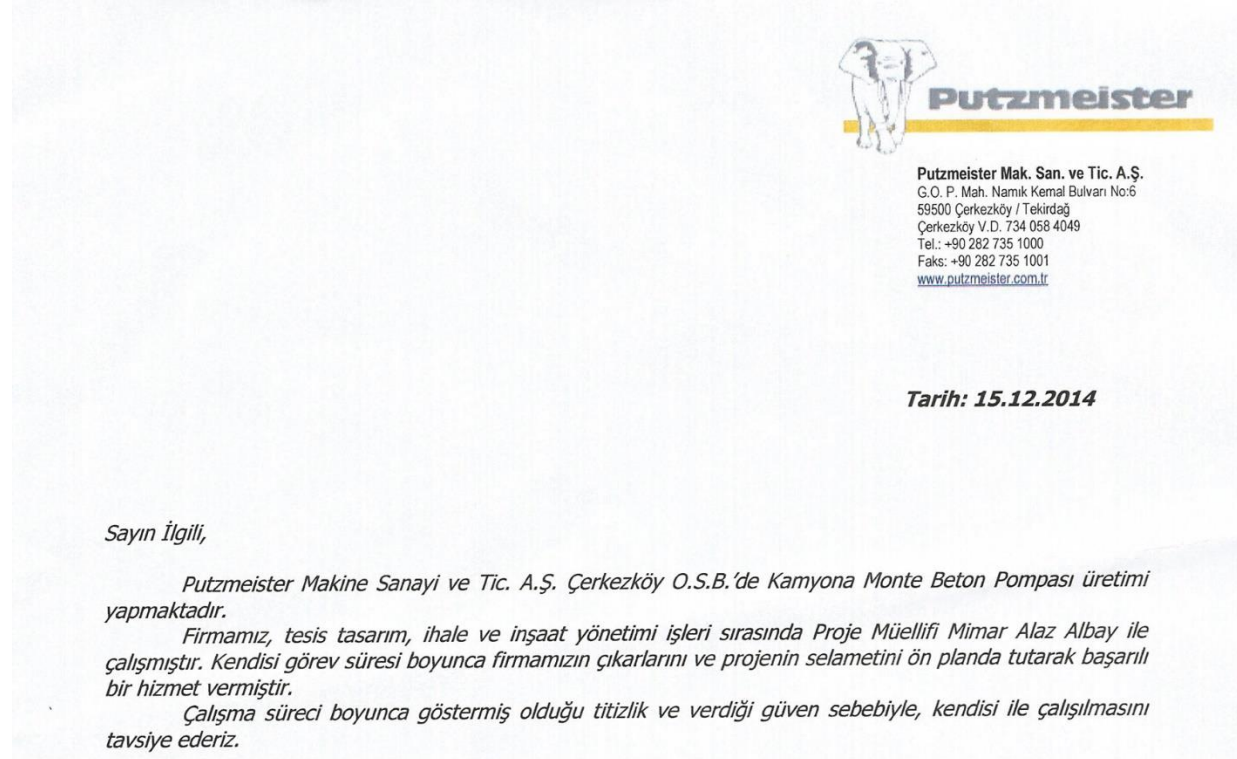 Putzmeister
Putzmeister Mak. San. ve Tic. A.Ş.
G.O. P. Mah. Namık Kemal Bulvarı No:6
59500 Çerkezköy / Tekirdağ
Çerkezköy V.D. 734 058 4049
Tel.: +90 282 735 1000
Faks: +90 282 735 1001
www.putzmeister.com.tr
Tarih: 15.12.2014
Sayın İlgili,
Putzmeister Makine Sanayi ve Tic. A.Ş. Çerkezköy O.S.B.'de Kamyona Monte Beton Pompası üretimi
yapmaktadır.
Firmamız, tesis tasarım, ihale ve inşaat yönetimi işleri sırasında Proje Müellifi Mimar Alaz Albay ile
çalışmıştır. Kendisi görev süresi boyunca firmamızın çıkarlarını ve projenin selametini ön planda tutarak başarılı
bir hizmet vermiştir.
Çalışma süreci boyunca göstermiş olduğu titizlik ve verdiği güven sebebiyle, kendisi ile çalışılmasını
tavsiye ederiz.